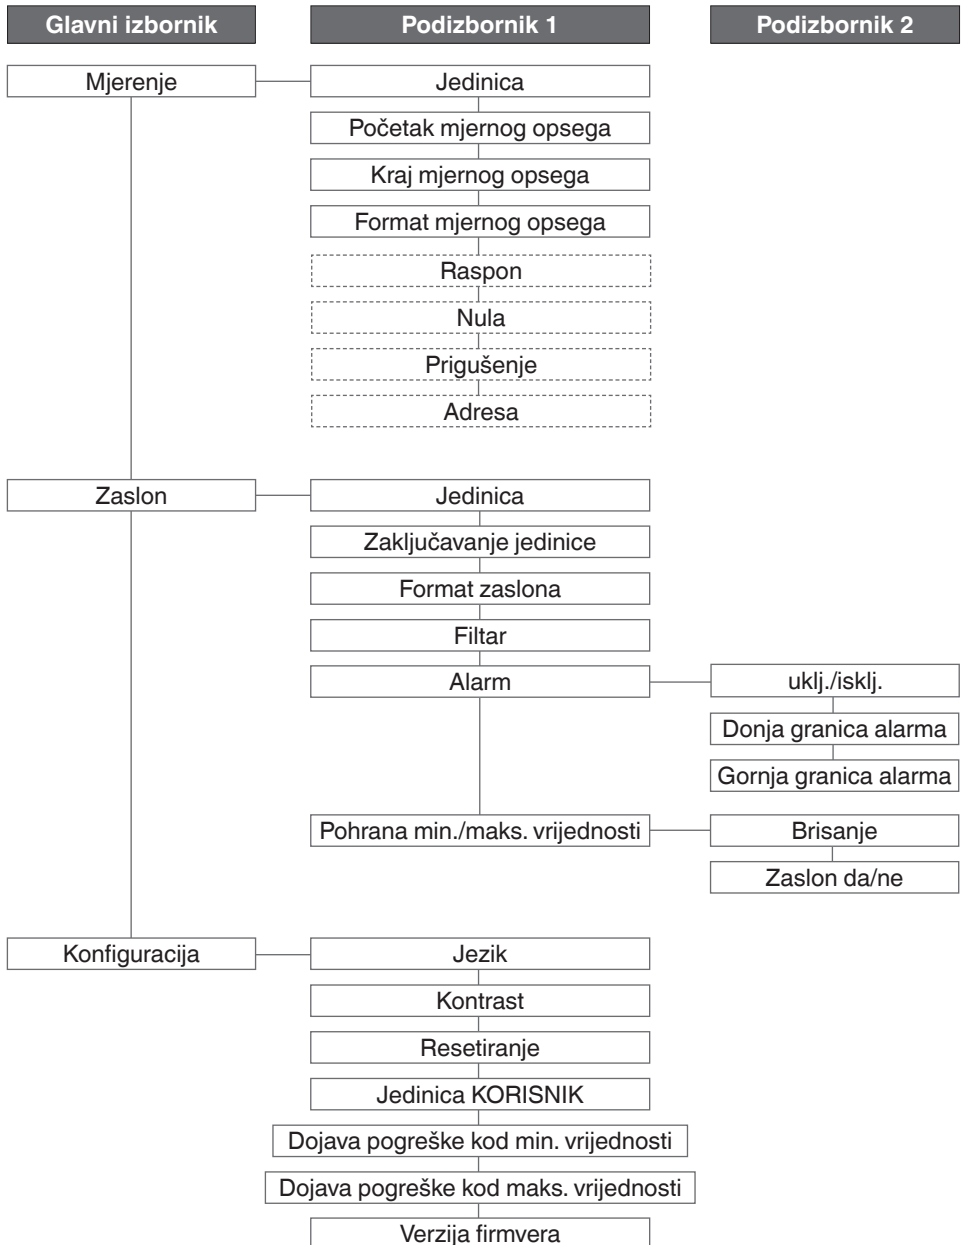 Glavni izbornik
Podizbornik 1
Podizbornik 2
Mjerenje
Jedinica
Početak mjernog opsega
Kraj mjernog opsega
Format mjernog opsega
Raspon
Nula
Prigušenje
Adresa
Zaslon
Jedinica
Zaključavanje jedinice
Format zaslona
Filtar
Alarm
uklj./isklj.
Donja granica alarma
Gornja granica alarma
Pohrana min./maks. vrijednosti
Brisanje
Zaslon da/ne
Konfiguracija
Jezik
Kontrast
Resetiranje
Jedinica KORISNIK
Dojava pogreške kod min. vrijednosti
Dojava pogreške kod maks. vrijednosti
Verzija firmvera